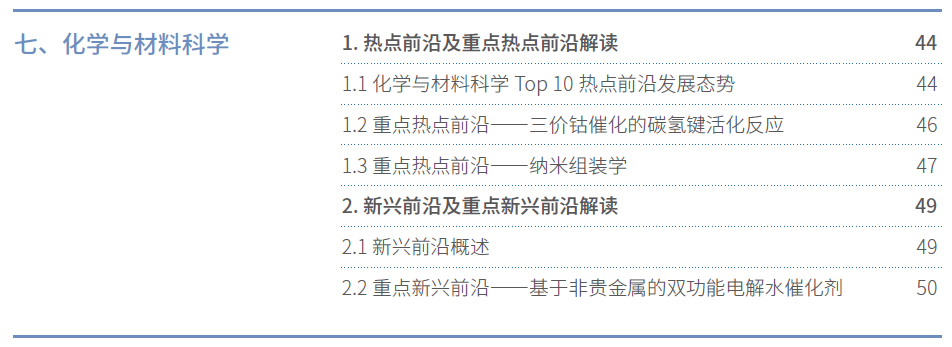 七、化学与材料科学
1. 热点前沿及重点热点前沿解读 44
1.1 化学与材料科学 Top 10 热点前沿发展态势 44
1.2 重点热点前沿——三价钴催化的碳氢键活化反应 46
1.3 重点热点前沿——纳米组装学 47
2. 新兴前沿及重点新兴前沿解读 49
2.1 新兴前沿概述 49
2.2 重点新兴前沿——基于非贵金属的双功能电解水催化剂 50